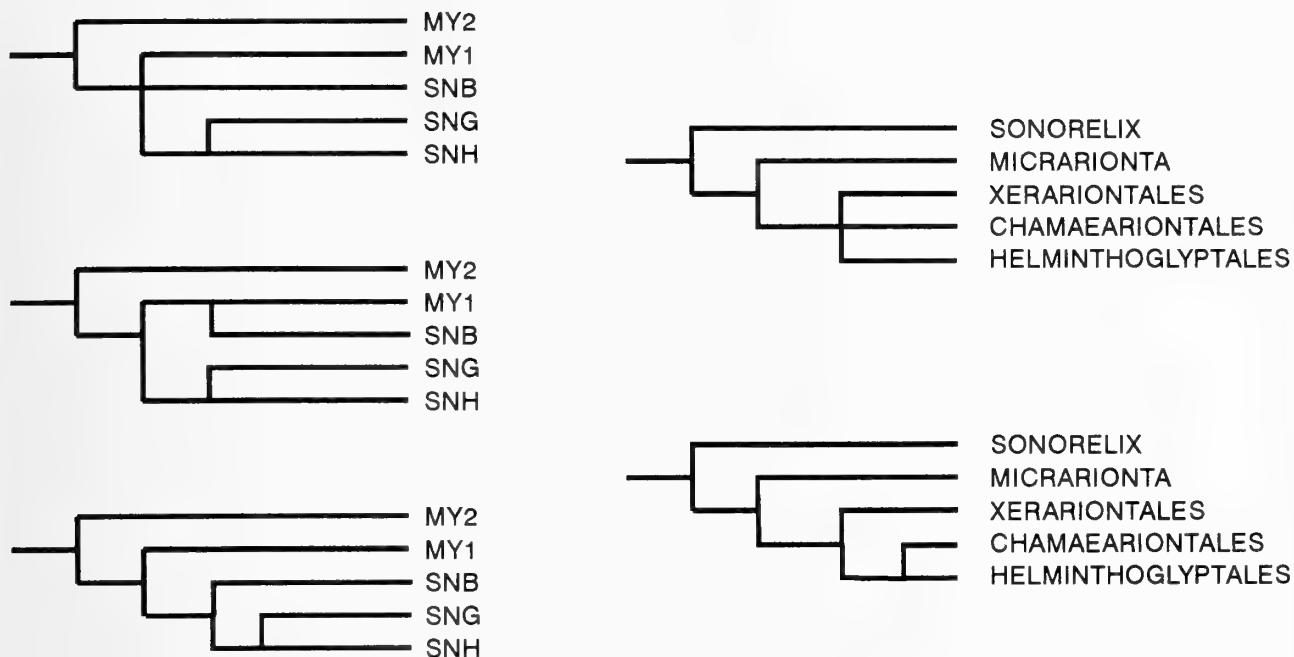 MY2
MY1
SNB
SNG
SNH
MY2
MY1
SNB
SNG
SNH
MY2
MY1
SNB
SNG
SNH
SONORELIX
MICRARIONTA
XERARIONTALES
CHAMAEARIONTALES
HELMINTHOGLYPTALES
SONORELIX
MICRARIONTA
XERARIONTALES
CHAMAEARIONTALES
HELMINTHOGLYPTALES